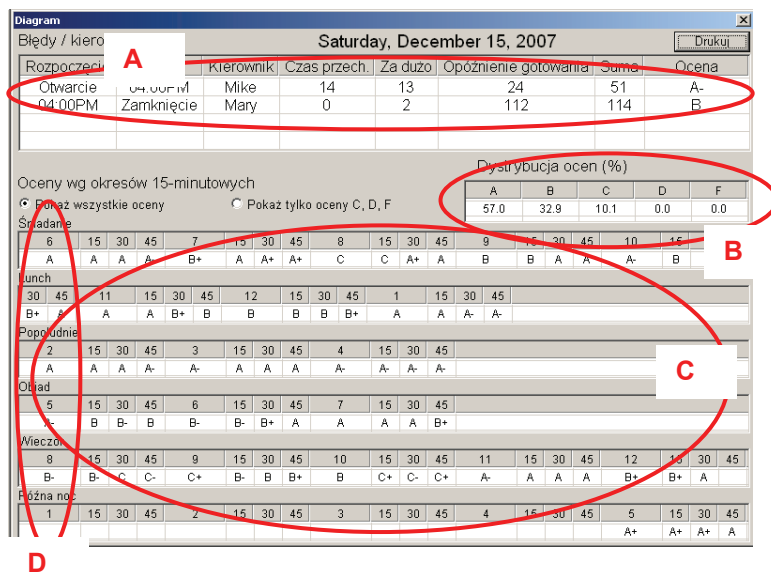 Diagram
Błędy / kiero Saturday, December 15, 2007 Drukuj
A
Rozpoczęcie Kierownik Czas przech. Za dużo Opóźnienie gotowania Suma Ocena
Otwarcie 04:00PM Mike 14 13 24 51 A-
04:00PM Zamknięcie Mary 0 2 112 114 B
Dystrybucja ocen (%)
Oceny wg okresów 15-minutowych
A B C D F
Pokaż wszystkie oceny Pokaż tylko oceny C, D, F
57.0 32.9 10.1 0.0 0.0
Śniadanie
6 15 30 45 7 15 30 45 8 15 30 45 9 15 30 45 10 15
A A A A- B+ A A+ A+ C C A+ A B B A A A- B
B
Lunch
30 45 11 15 30 45 12 15 30 45 1 15 30 45
B+ A A B+ B B B B B+ A A A- A-
Popołudnie
2 15 30 45 3 15 30 45 4 15 30 45
A A A A- A- A A A A- A- A- A-
C
Obiad
5 15 30 45 6 15 30 45 7 15 30 45
A- B B- B B- B- B+ A A A A B+
Wieczór
8 15 30 45 9 15 30 45 10 15 30 45 11 15 30 45 12 15 30 45
B- B- C C- C+ B- B B+ B C+ C- C+ A- A A A B+ B+ A
Późna noc
1 15 30 45 2 15 30 45 3 15 30 45 4 15 30 45 5 15 30 45
A+ A+ A+ A
D